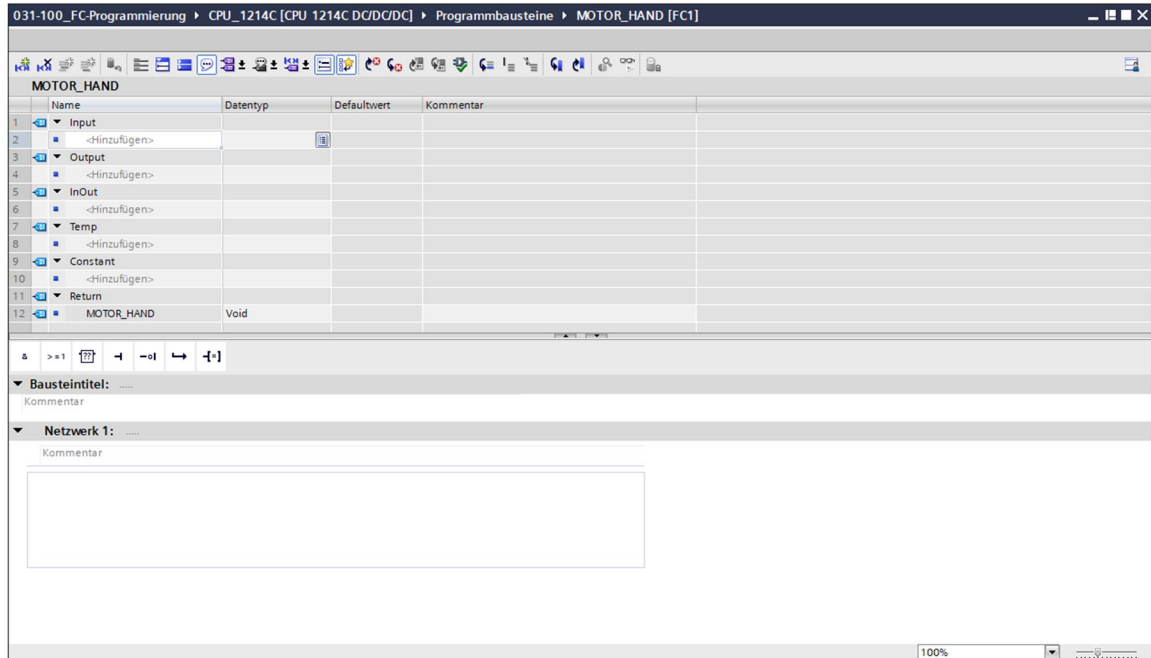 031-100_FC-Programmierung ▸ CPU_1214C [CPU 1214C DC/DC/DC] ▸ Programmbausteine ▸ MOTOR_HAND [FC1]
MOTOR_HAND
Name Datentyp Defaultwert Kommentar
1 Input
2 <Hinzufügen>
3 Output
4 <Hinzufügen>
5 InOut
6 <Hinzufügen>
7 Temp
8 <Hinzufügen>
9 Constant
10 <Hinzufügen>
11 Return
12 MOTOR_HAND Void
& >=1 ??
Bausteintitel: .....
Kommentar
Netzwerk 1: .....
Kommentar
100%